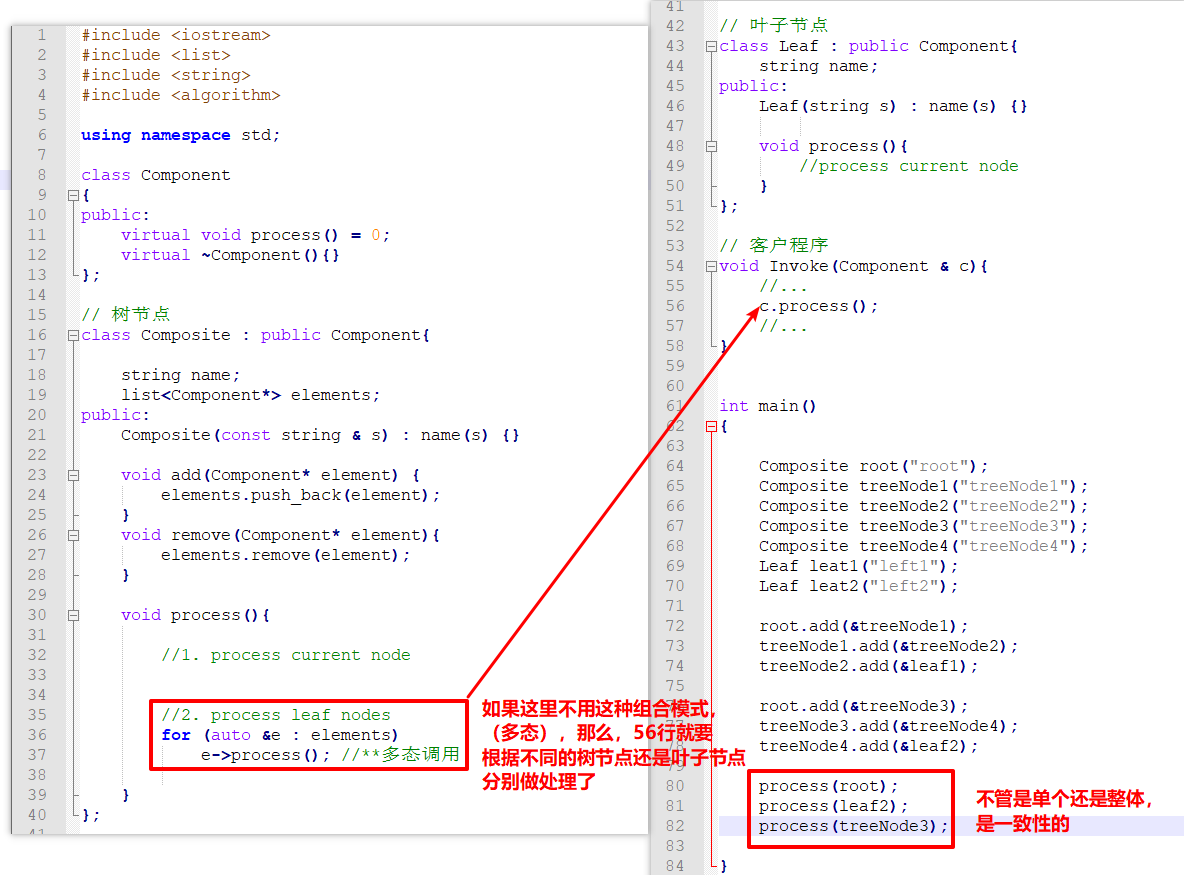 1 #include <iostream>
2 #include <list>
3 #include <string>
4 #include <algorithm>
5
6 using namespace std;
7
8 class Component
9 {
10 public:
11     virtual void process() = 0;
12     virtual ~Component(){}
13 };
14
15 // 树节点
16 class Composite : public Component{
17
18     string name;
19     list<Component*> elements;
20 public:
21     Composite(const string & s) : name(s) {}
22
23     void add(Component* element) {
24         elements.push_back(element);
25     }
26     void remove(Component* element){
27         elements.remove(element);
28     }
29
30     void process(){
31
32         //1. process current node
33
34
35         //2. process leaf nodes
36         for (auto &e : elements)
37             e->process(); //**多态调用
38
39     }
40 };
41
如果这里不用这种组合模式,
（多态），那么，56行就要
根据不同的树节点还是叶子节点
分别做处理了
41
42 // 叶子节点
43 class Leaf : public Component{
44     string name;
45 public:
46     Leaf(string s) : name(s) {}
47
48     void process(){
49         //process current node
50     }
51 };
52
53 // 客户程序
54 void Invoke(Component & c){
55     //...
56     c.process();
57     //...
58 }
59
60
61 int main()
62 {
63
64     Composite root("root");
65     Composite treeNode1("treeNode1");
66     Composite treeNode2("treeNode2");
67     Composite treeNode3("treeNode3");
68     Composite treeNode4("treeNode4");
69     Leaf leat1("left1");
70     Leaf leat2("left2");
71
72     root.add(&treeNode1);
73     treeNode1.add(&treeNode2);
74     treeNode2.add(&leaf1);
75
76     root.add(&treeNode3);
77     treeNode3.add(&treeNode4);
78     treeNode4.add(&leaf2);
79
80     process(root);
81     process(leaf2);
82     process(treeNode3);
83
84 }
不管是单个还是整体，
是一致性的